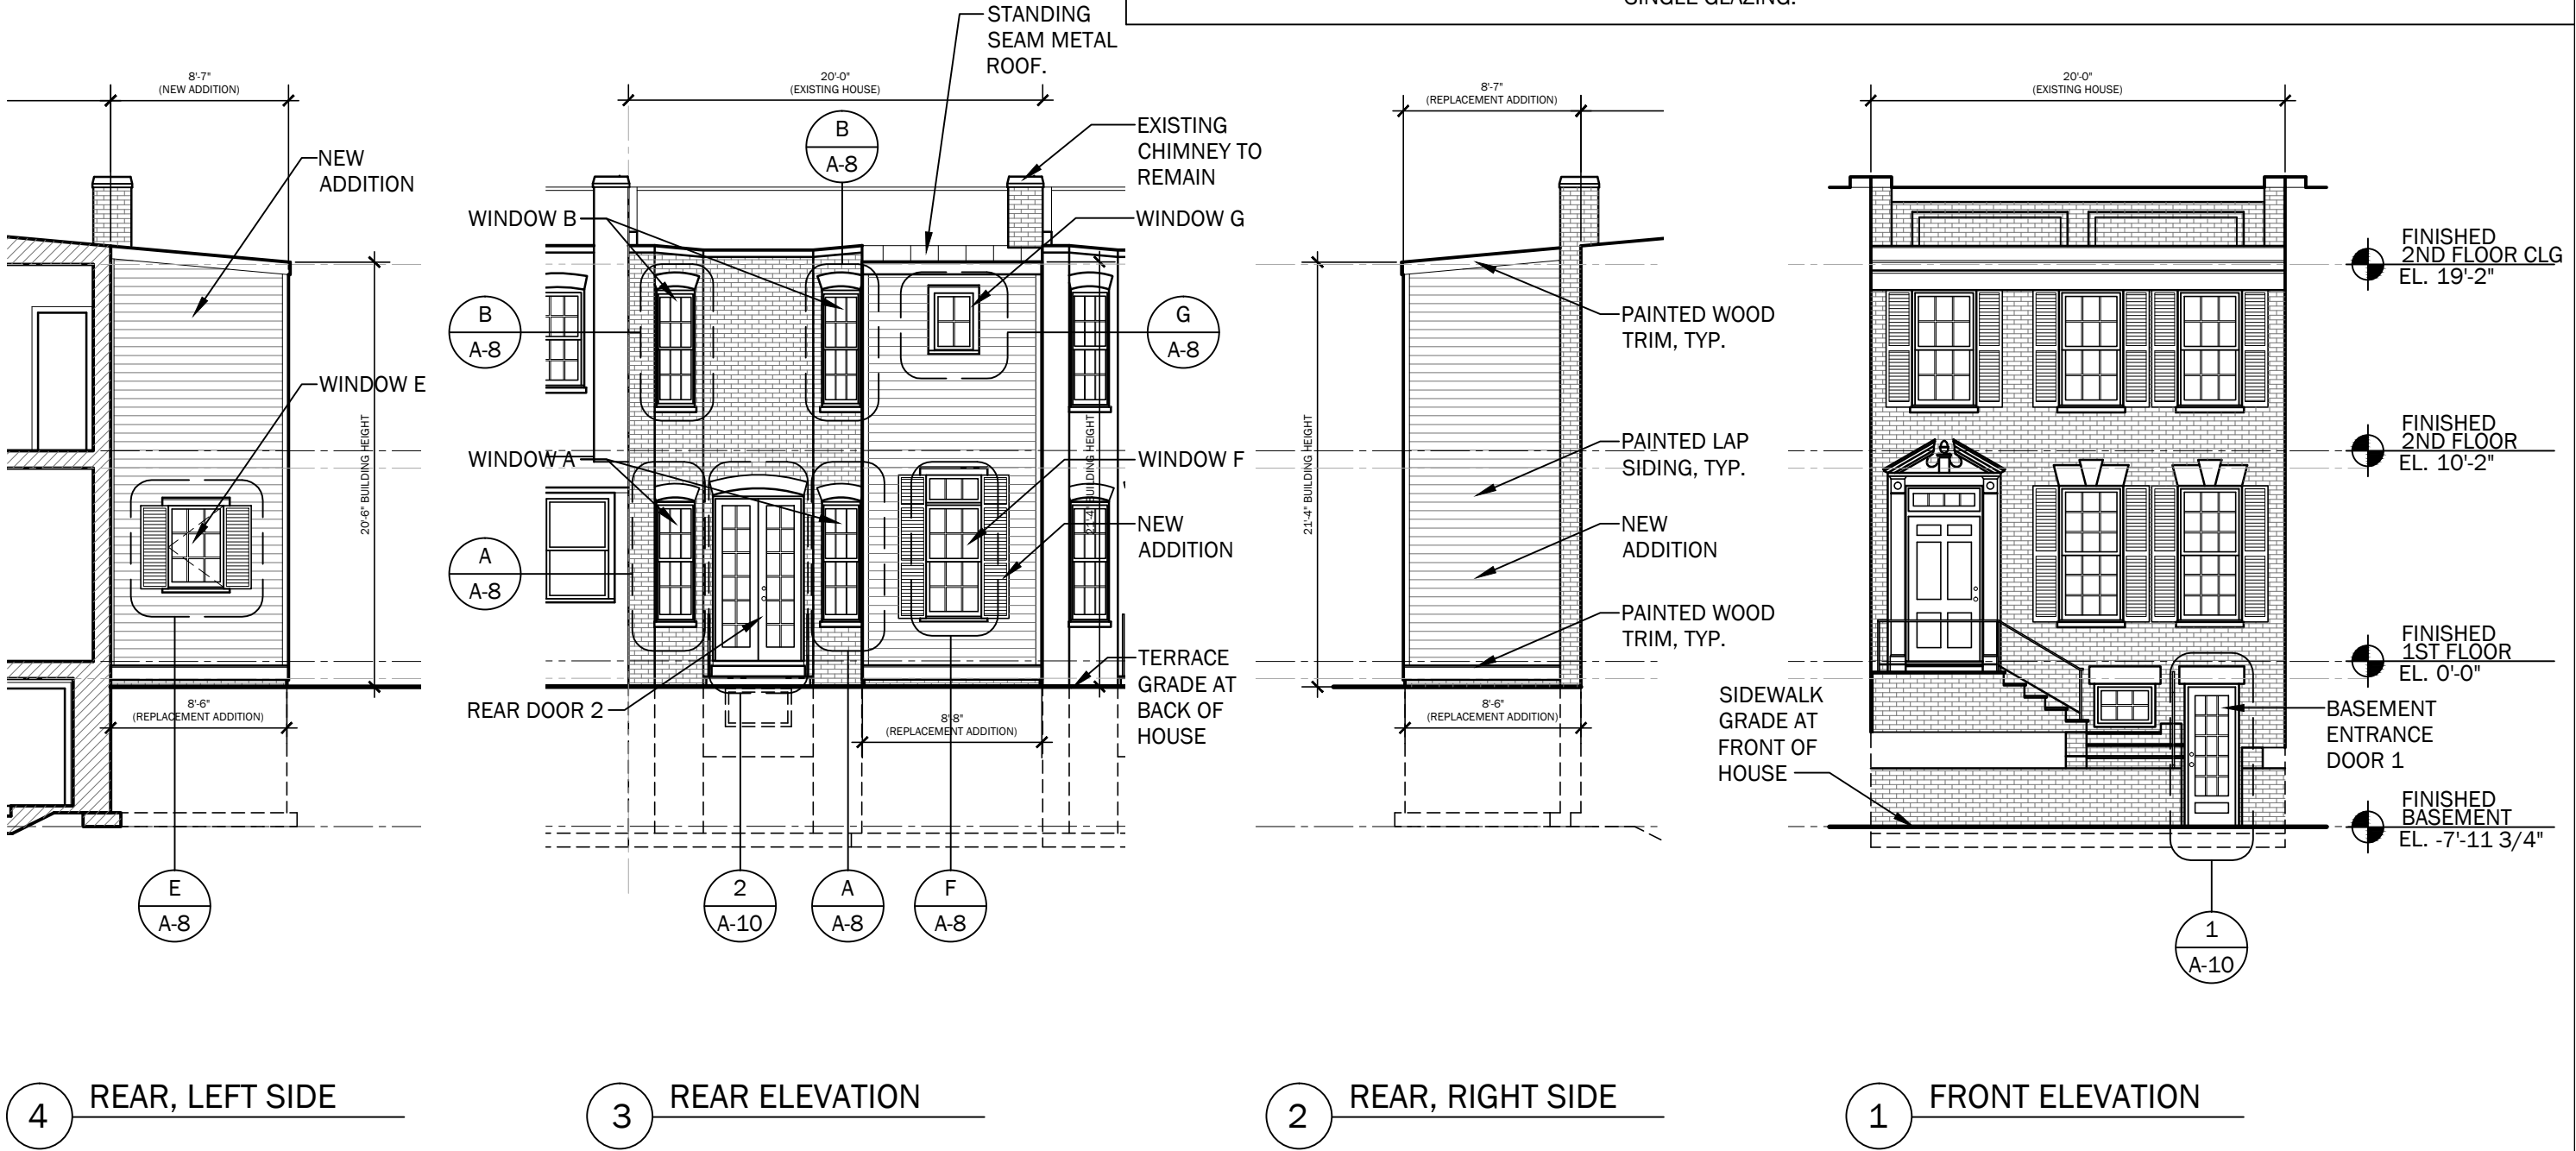 SINGLE GLAZING.
8'-7"
(NEW ADDITION)
NEW
ADDITION
WINDOW E
20'-6" BUILDING HEIGHT
8'-6"
(REPLACEMENT ADDITION)
E
A-8
4
REAR, LEFT SIDE
STANDING
SEAM METAL
ROOF.
20'-0"
(EXISTING HOUSE)
B
A-8
EXISTING
CHIMNEY TO
REMAIN
WINDOW B
WINDOW G
B
A-8
G
A-8
WINDOW A
WINDOW F
21'-4" BUILDING HEIGHT
A
A-8
NEW
ADDITION
REAR DOOR 2
TERRACE
GRADE AT
BACK OF
HOUSE
8'-8"
(REPLACEMENT ADDITION)
2
A-10
A
A-8
F
A-8
3
REAR ELEVATION
8'-7"
(REPLACEMENT ADDITION)
PAINTED WOOD
TRIM, TYP.
PAINTED LAP
SIDING, TYP.
21'-4" BUILDING HEIGHT
NEW
ADDITION
PAINTED WOOD
TRIM, TYP.
8'-6"
(REPLACEMENT ADDITION)
2
REAR, RIGHT SIDE
20'-0"
(EXISTING HOUSE)
FINISHED
2ND FLOOR CLG
EL. 19'-2"
FINISHED
2ND FLOOR
EL. 10'-2"
FINISHED
1ST FLOOR
EL. 0'-0"
SIDEWALK
GRADE AT
FRONT OF
HOUSE
BASEMENT
ENTRANCE
DOOR 1
FINISHED
BASEMENT
EL. -7'-11 3/4"
1
A-10
1
FRONT ELEVATION